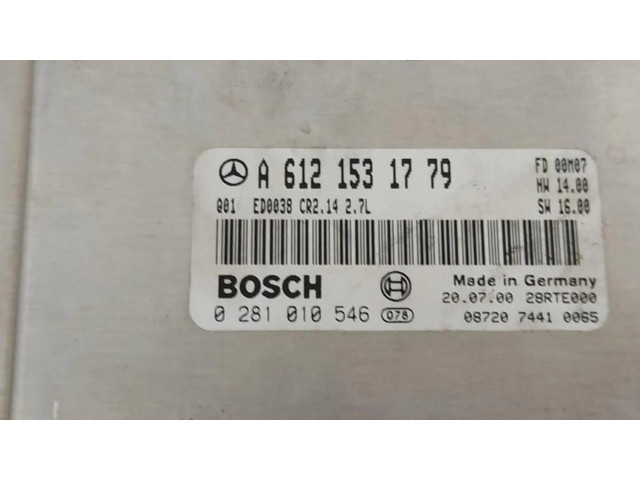 A 612 153 17 79
FD 00M07
HW 14.00
Q01 ED0038 CR2.14 2.7L
SW 16.00
BOSCH
Made in Germany
20.07.00 28RTE000
0 281 010 546 078
08720 7441 0065